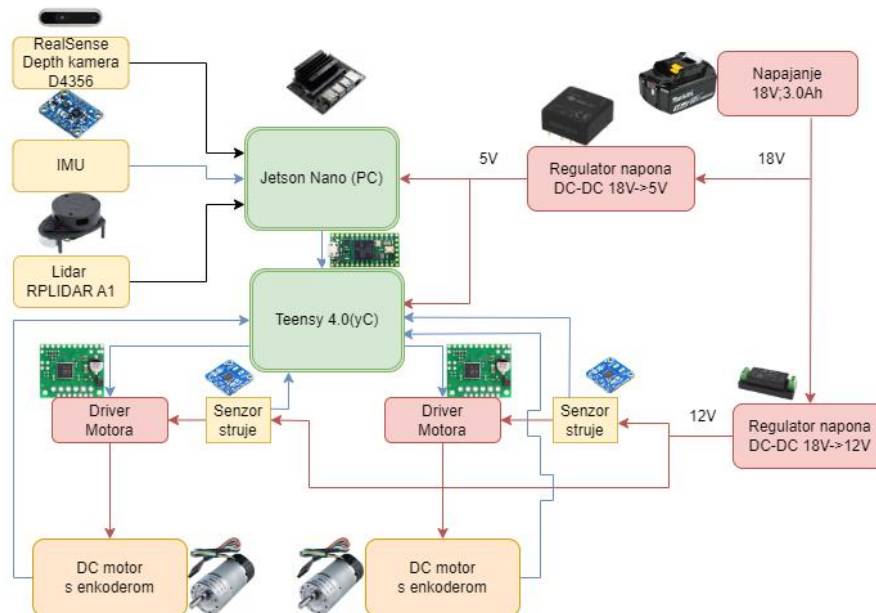 RealSense
Depth kamera
D4356
IMU
Lidar
RPLIDAR A1
Jetson Nano (PC)
5V
Regulator napona
DC-DC 18V->5V
18V
Napajanje
18V;3.0Ah
Teensy 4.0(yC)
Driver
Motora
Senzor
struje
Driver
Motora
Senzor
struje
12V
Regulator napona
DC-DC 18V->12V
DC motor
s enkoderom
DC motor
s enkoderom